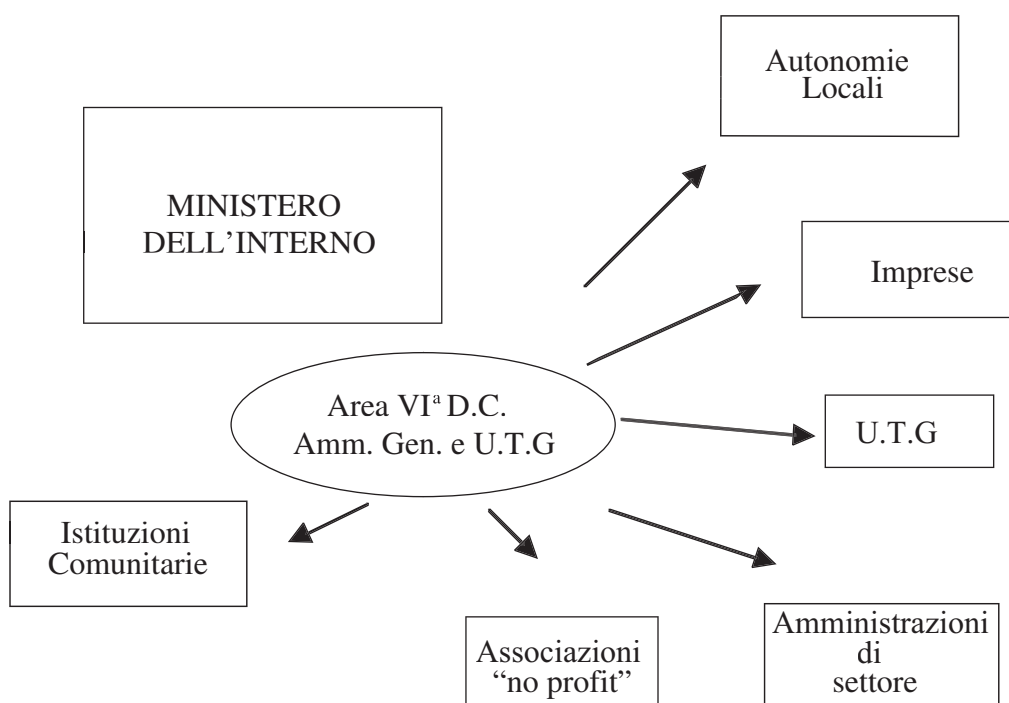 Autonomie
Locali
MINISTERO
DELL’INTERNO
Imprese
Area VIª D.C.
Amm. Gen. e U.T.G
U.T.G
Istituzioni
Comunitarie
Associazioni
“no profit”
Amministrazioni
di
settore